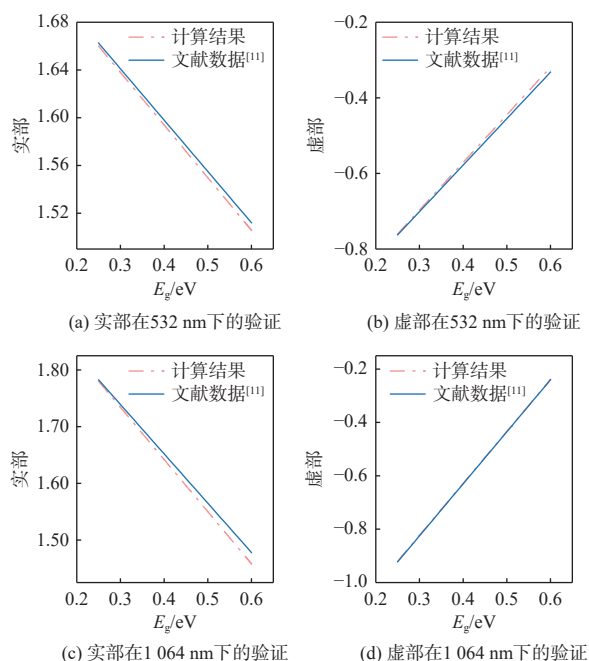 1.68
1.60
1.56
1.52
实部
计算结果
文献数据[11]
0.2 0.3 0.4 0.5 0.6
Eg/eV
(a) 实部在532 nm下的验证
−0.2
−0.4
−0.6
−0.8
虚部
计算结果
文献数据[11]
0.2 0.3 0.4 0.5 0.6
Eg/eV
(b) 虚部在532 nm下的验证
1.80
1.70
1.60
1.50
实部
计算结果
文献数据[11]
0.2 0.3 0.4 0.5 0.6
Eg/eV
(c) 实部在1 064 nm下的验证
−0.2
−0.4
−0.6
−0.8
−1.0
虚部
计算结果
文献数据[11]
0.2 0.3 0.4 0.5 0.6
Eg/eV
(d) 虚部在1 064 nm下的验证